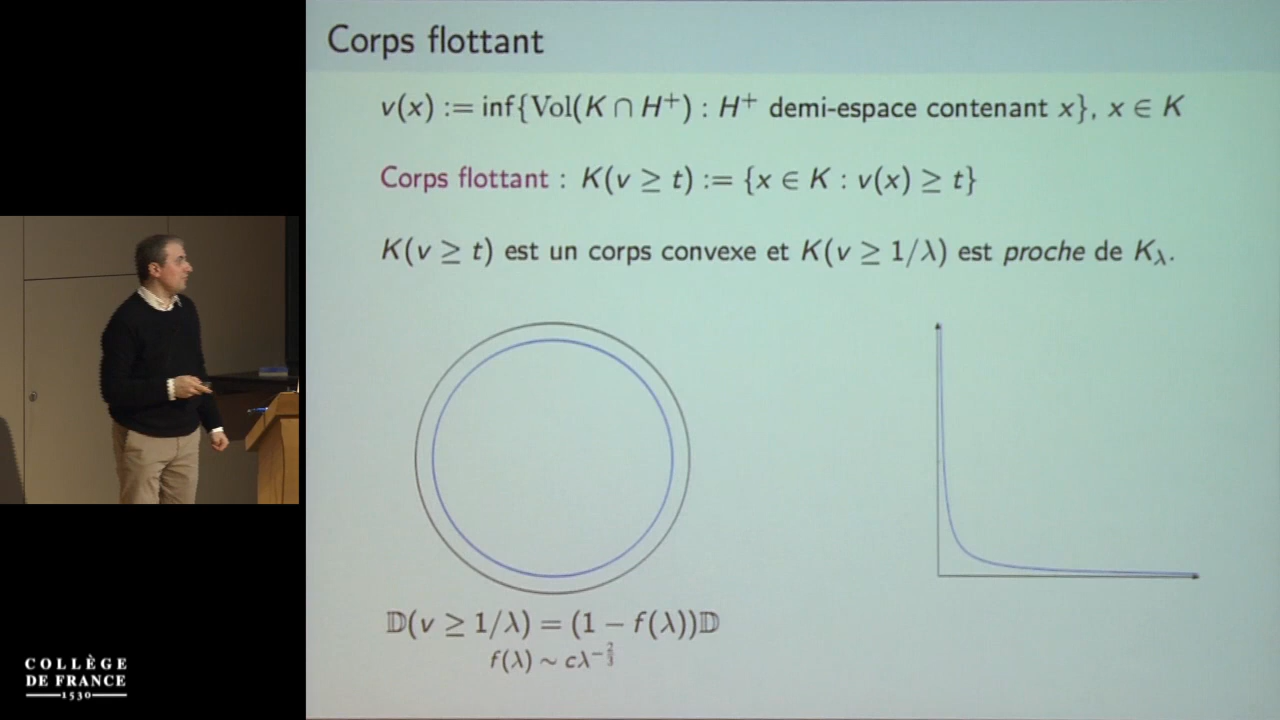 Corps flottant
v(x) := inf{Vol(K ∩ H⁺) : H⁺ demi-espace contenant x}, x ∈ K
Corps flottant : K(v ≥ t) := {x ∈ K : v(x) ≥ t}
K(v ≥ t) est un corps convexe et K(v ≥ 1/λ) est proche de K_λ.
𝔻(v ≥ 1/λ) = (1 − f(λ))𝔻
f(λ) ∼ cλ^{−2/3}
COLLÈGE
DE FRANCE
1530